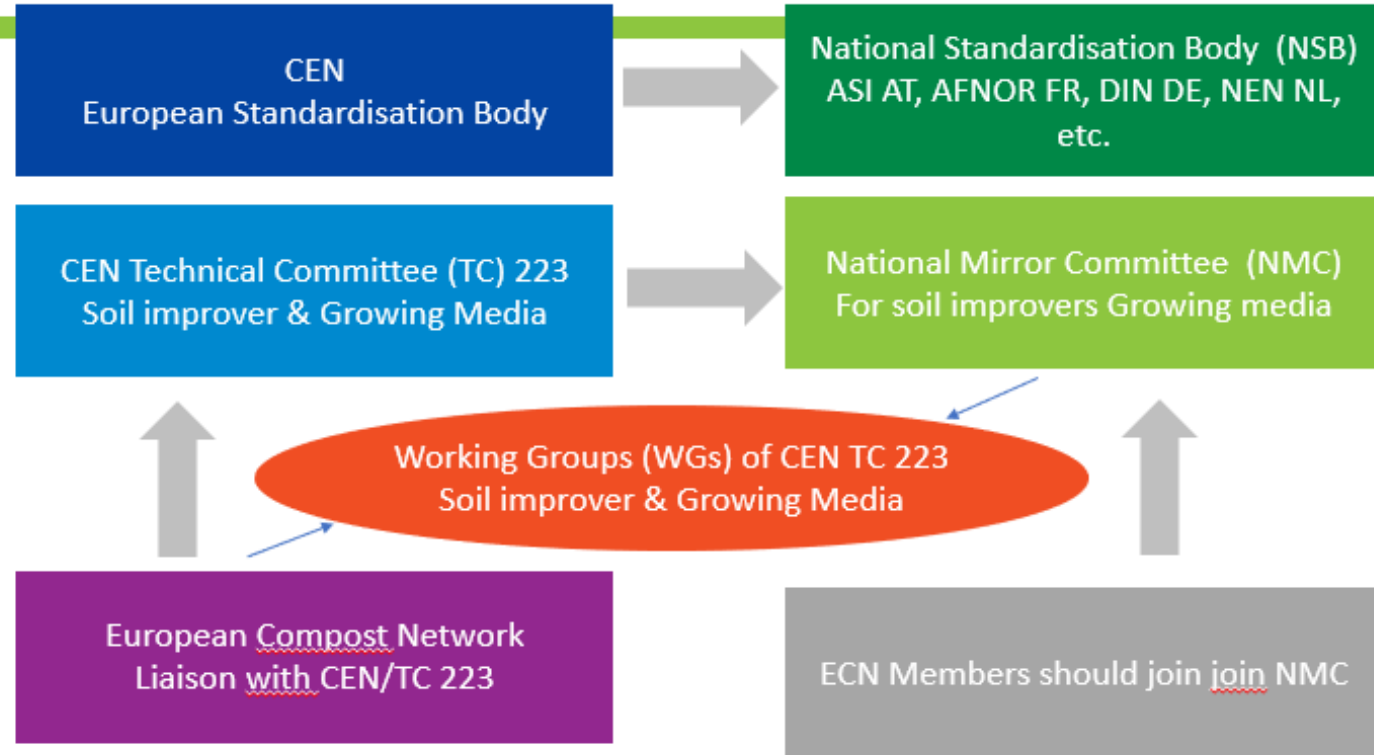 CEN
European Standardisation Body
National Standardisation Body (NSB)
ASI AT, AFNOR FR, DIN DE, NEN NL,
etc.
CEN Technical Committee (TC) 223
Soil improver & Growing Media
National Mirror Committee (NMC)
For soil improvers Growing media
Working Groups (WGs) of CEN TC 223
Soil improver & Growing Media
European Compost Network
Liaison with CEN/TC 223
ECN Members should join join NMC